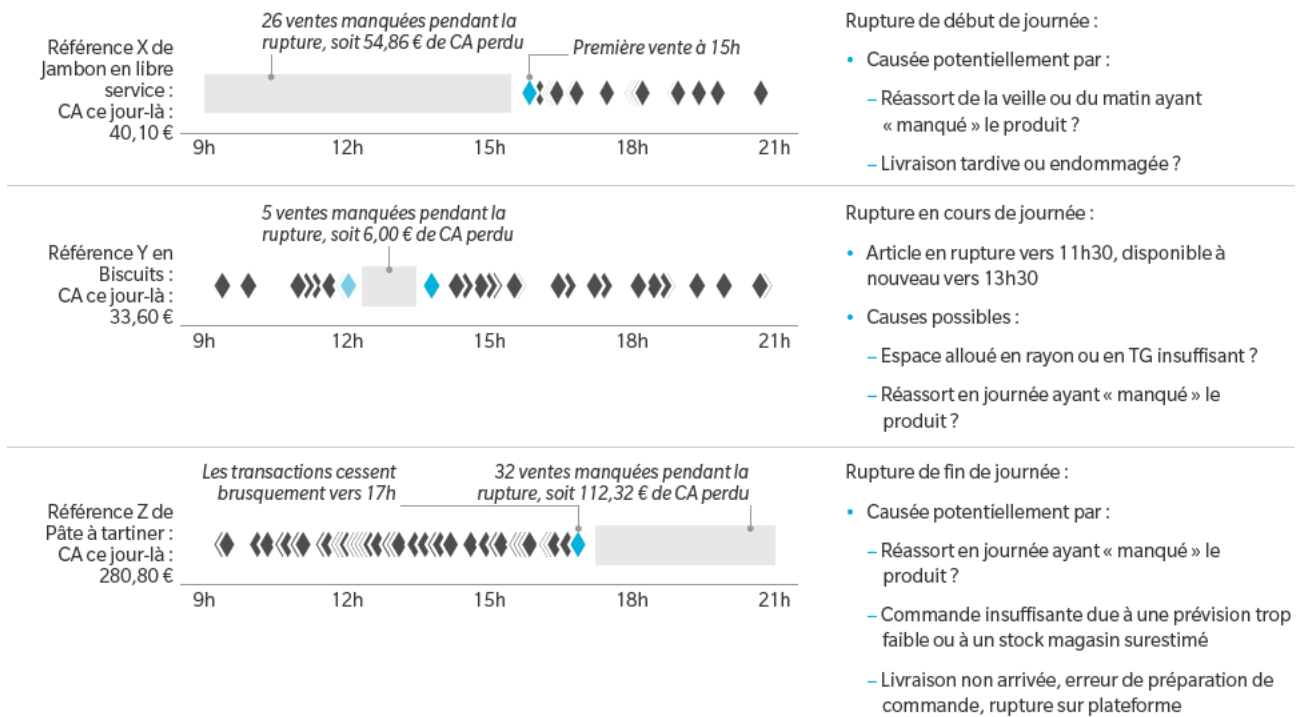 26 ventes manquées pendant la
rupture, soit 54,86 € de CA perdu
Première vente à 15h
Référence X de
Jambon en libre
service :
CA ce jour-là :
40,10 €
9h 12h 15h 18h 21h
Rupture de début de journée :
• Causée potentiellement par :
– Réassort de la veille ou du matin ayant
« manqué » le produit ?
– Livraison tardive ou endommagée ?
5 ventes manquées pendant la
rupture, soit 6,00 € de CA perdu
Référence Y en
Biscuits :
CA ce jour-là :
33,60 €
9h 12h 15h 18h 21h
Rupture en cours de journée :
• Article en rupture vers 11h30, disponible à
nouveau vers 13h30
• Causes possibles :
– Espace alloué en rayon ou en TG insuffisant ?
– Réassort en journée ayant « manqué » le
produit ?
Les transactions cessent
brusquement vers 17h
32 ventes manquées pendant la
rupture, soit 112,32 € de CA perdu
Référence Z de
Pâte à tartiner :
CA ce jour-là :
280,80 €
9h 12h 15h 18h 21h
Rupture de fin de journée :
• Causée potentiellement par :
– Réassort en journée ayant « manqué » le
produit ?
– Commande insuffisante due à une prévision trop
faible ou à un stock magasin surestimé
– Livraison non arrivée, erreur de préparation de
commande, rupture sur plateforme